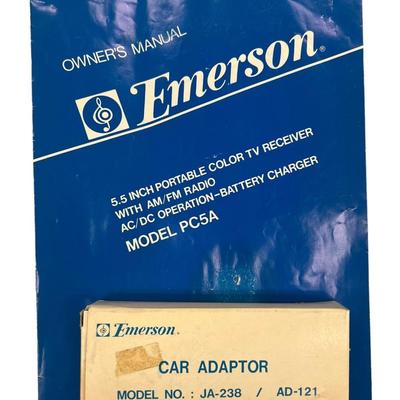 OWNER'S MANUAL
Emerson®
5.5 INCH PORTABLE COLOR TV RECEIVER
WITH AM/FM RADIO
AC/DC OPERATION-BATTERY CHARGER
MODEL PC5A
Emerson.
CAR ADAPTOR
MODEL NO.: JA-238 / AD-121